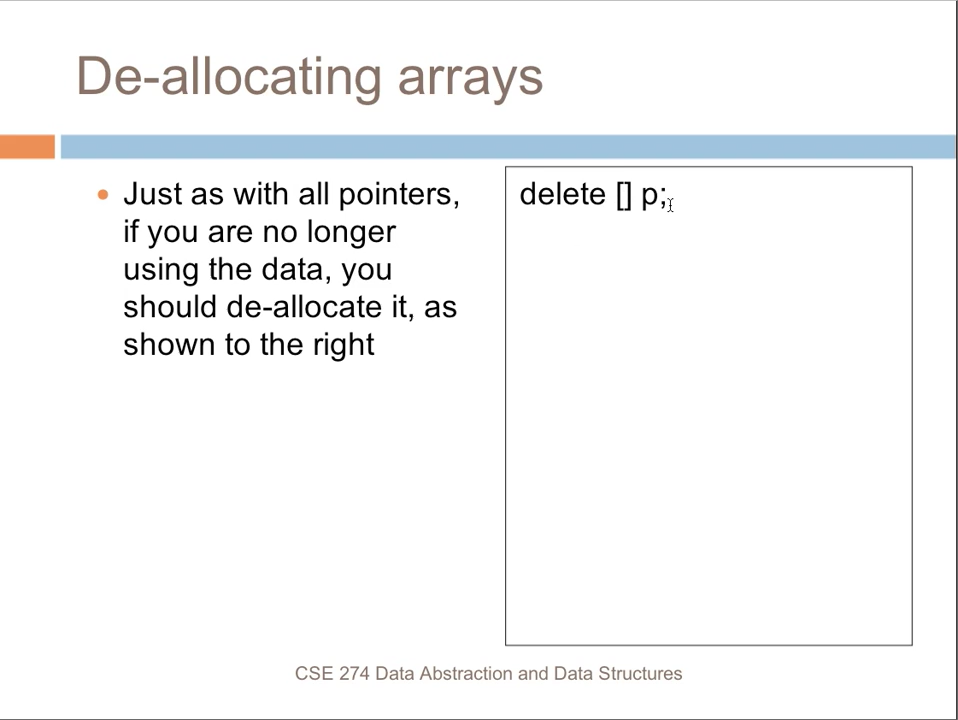 De-allocating arrays
Just as with all pointers,
if you are no longer
using the data, you
should de-allocate it, as
shown to the right
delete [] p;
CSE 274 Data Abstraction and Data Structures